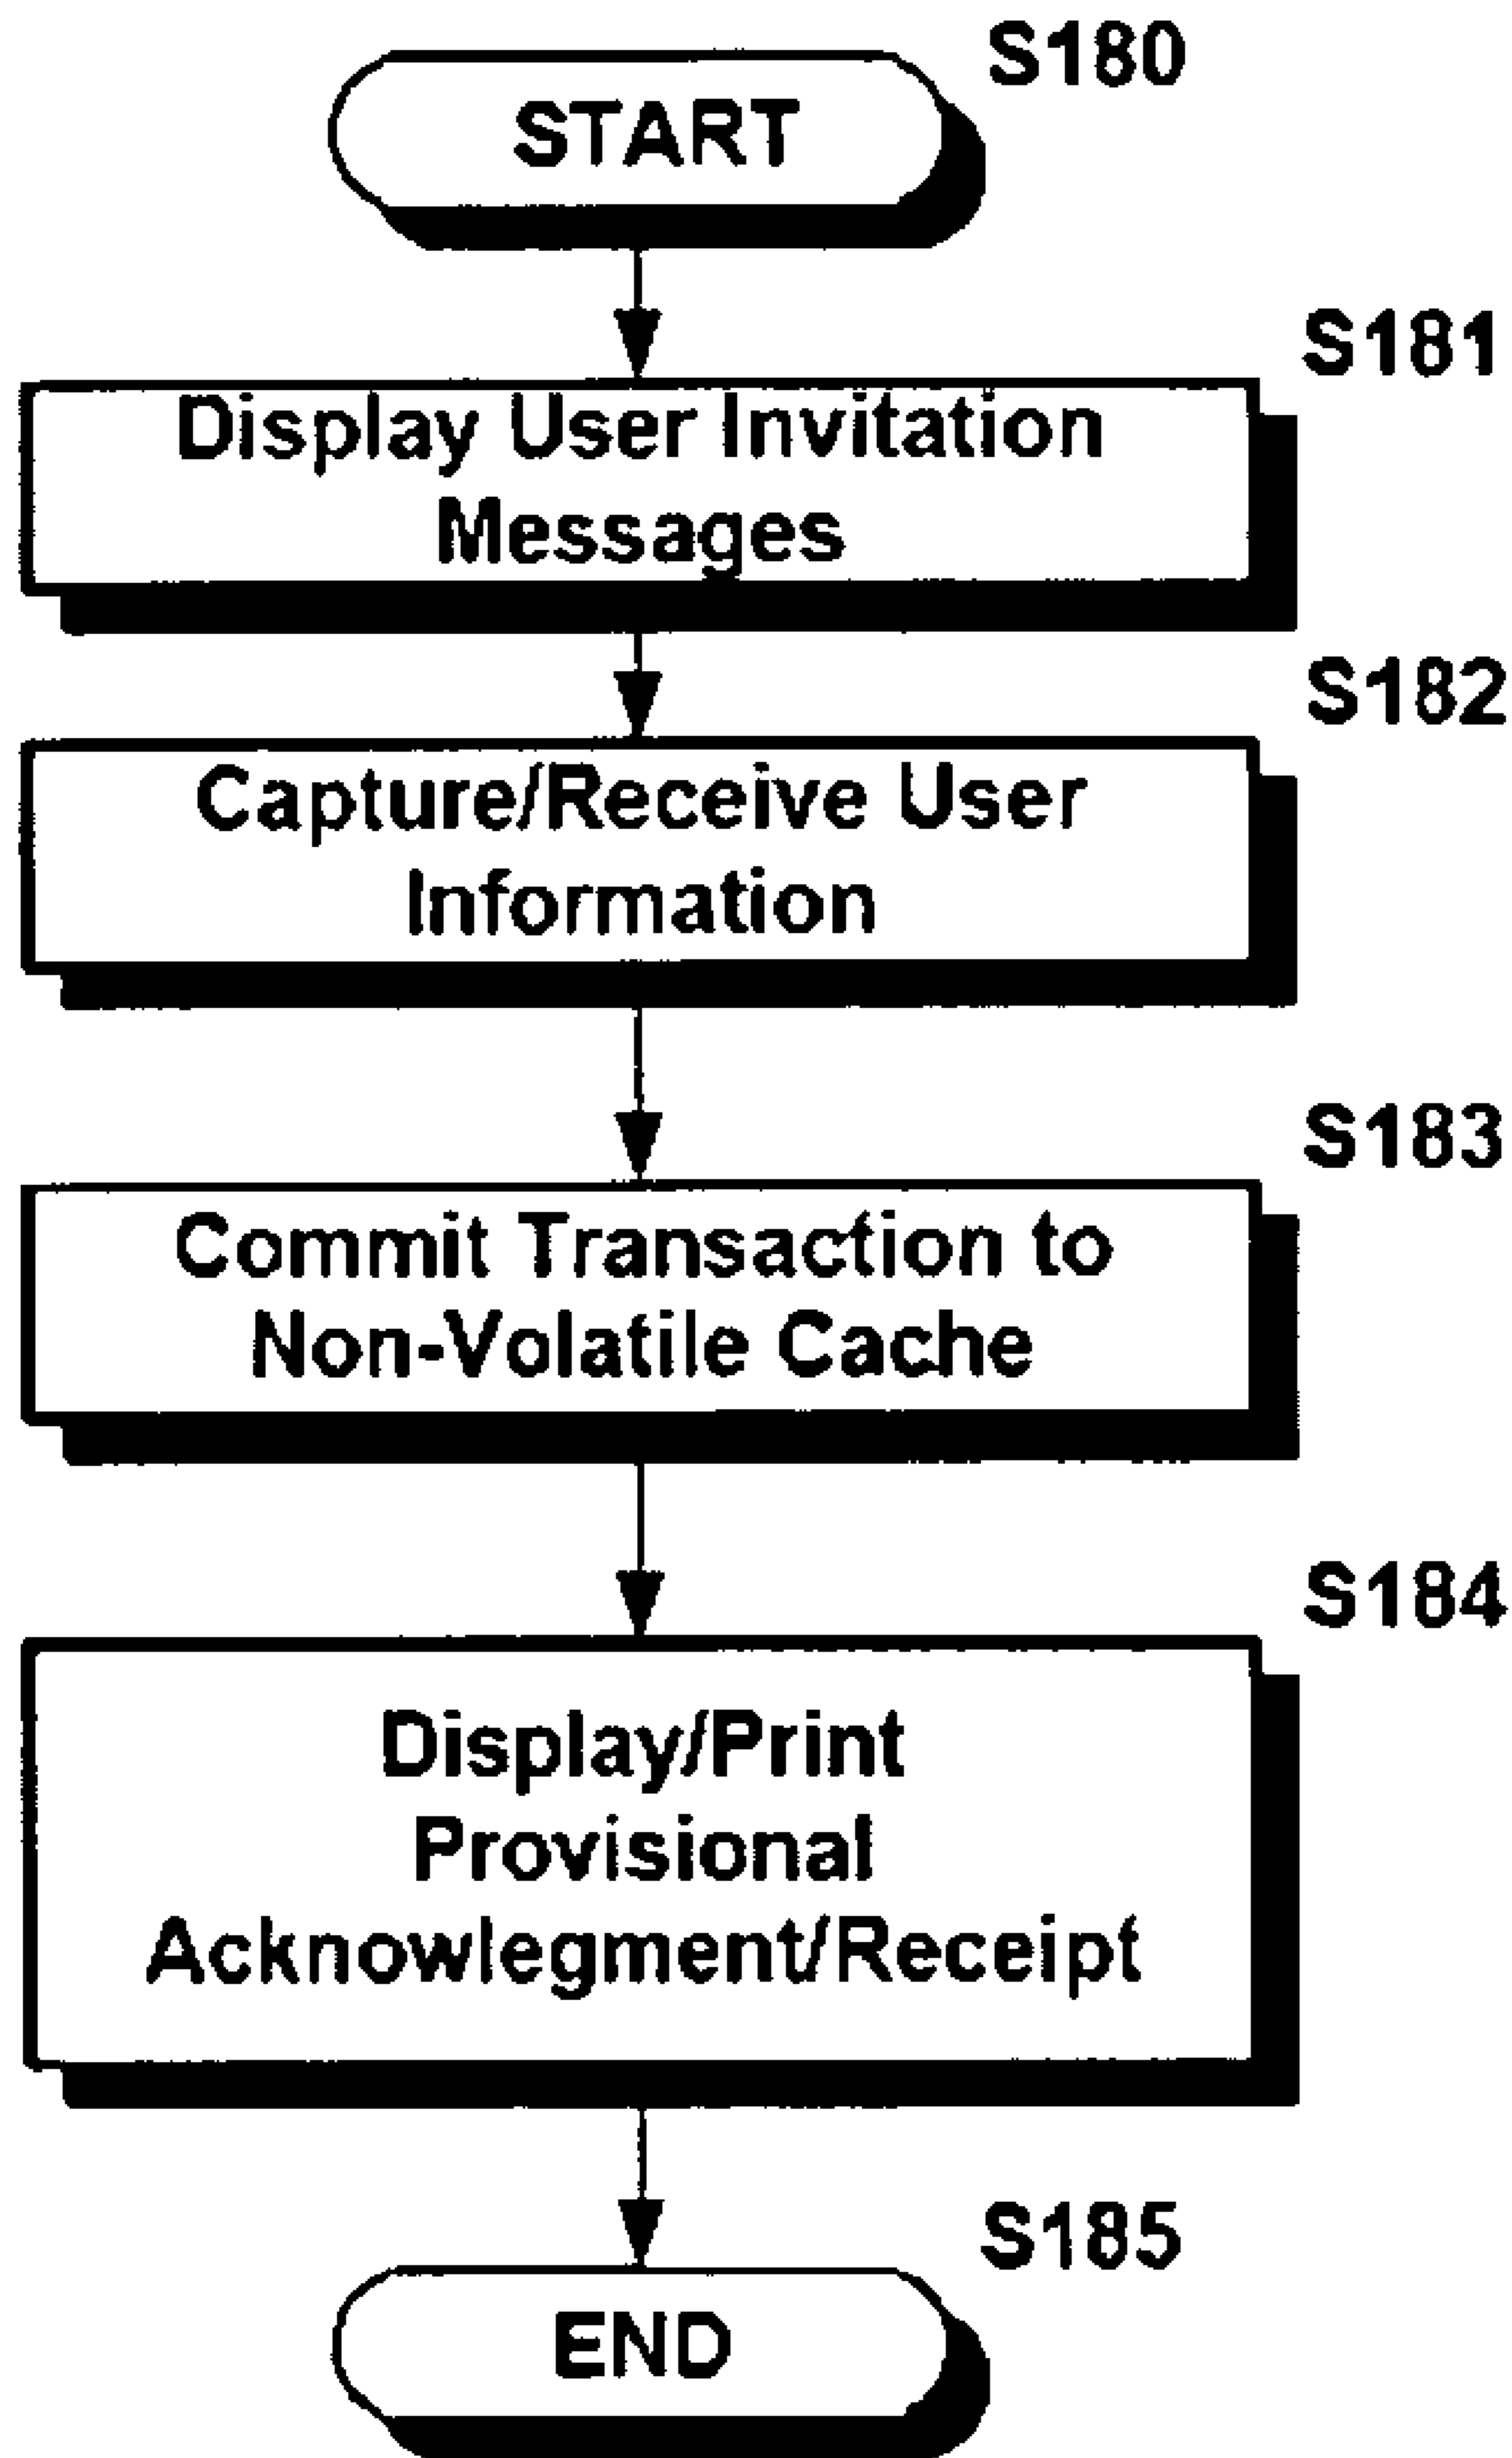 S180
START
S181
Display User Invitation
Messages
S182
Capture/Receive User
Information
S183
Commit Transaction to
Non-Volatile Cache
S184
Display/Print
Provisional
Acknowlegment/Receipt
S185
END